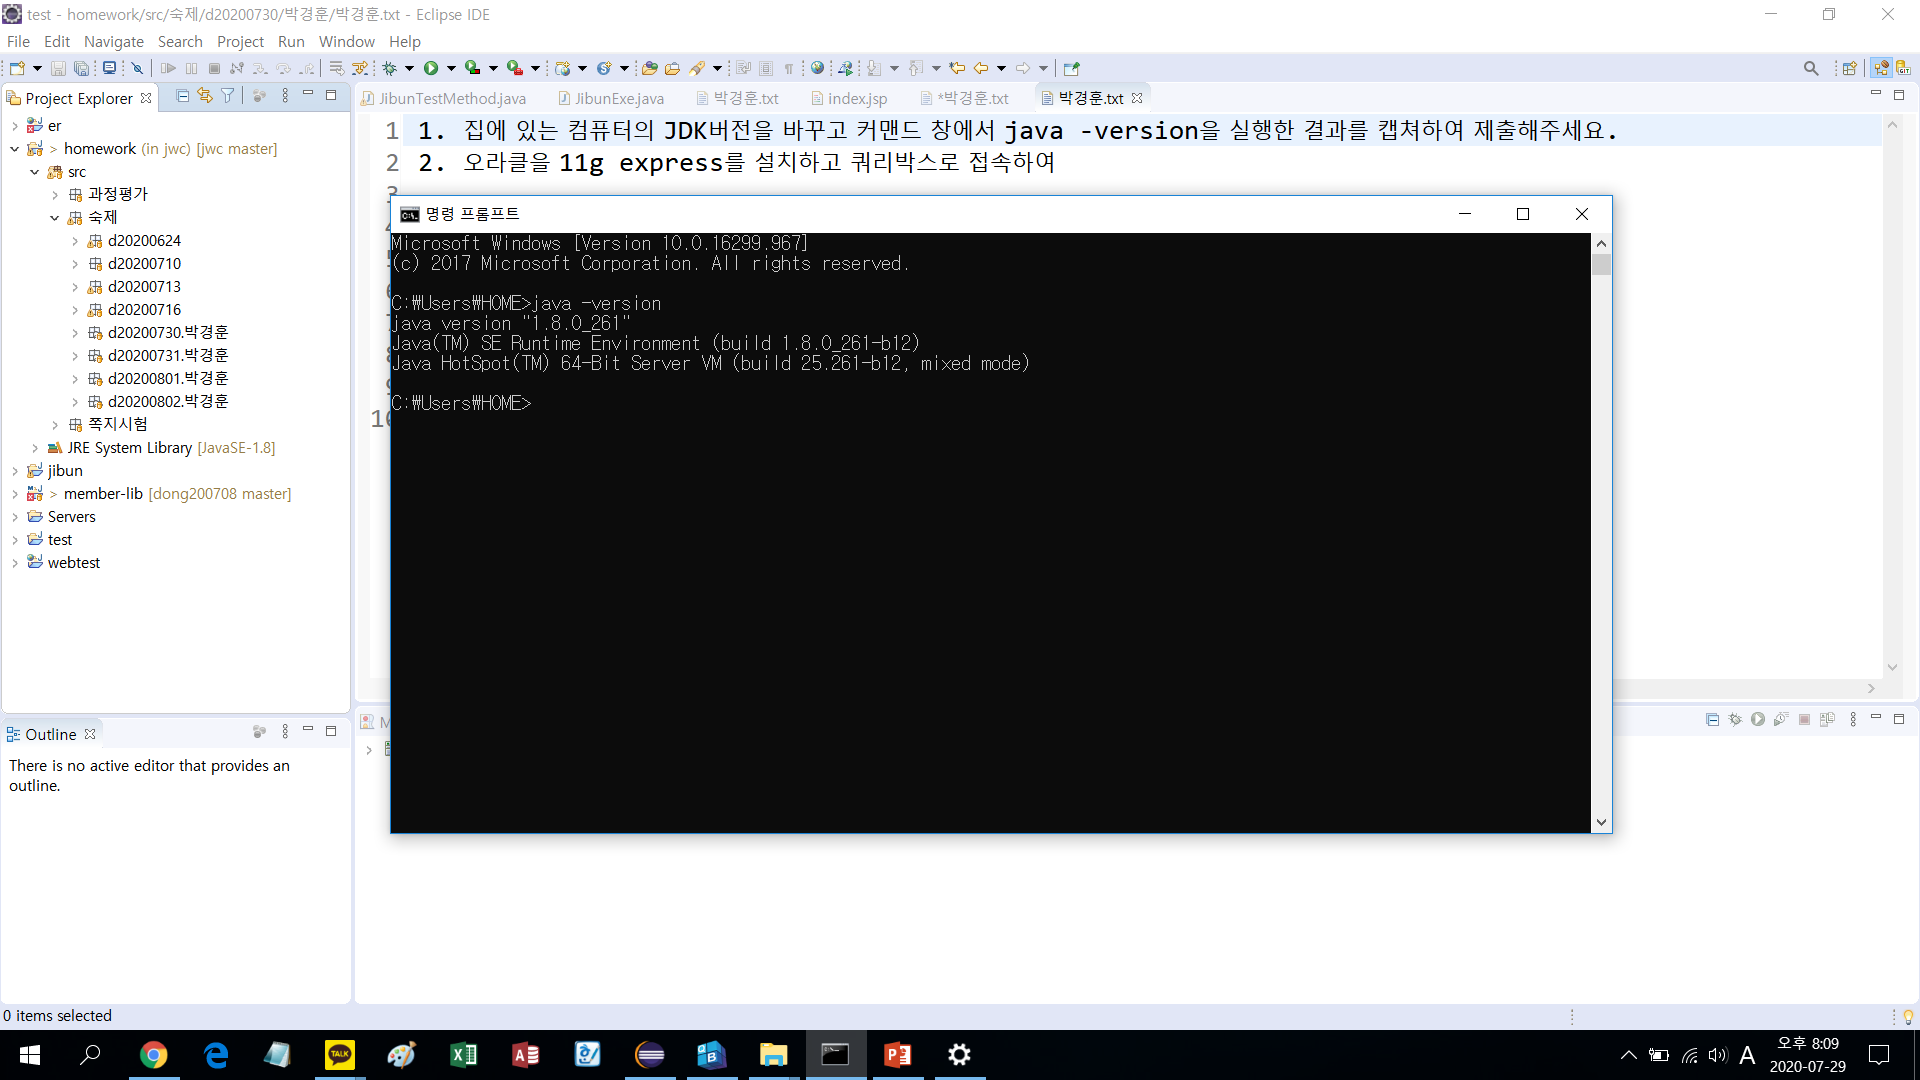 test - homework/src/숙제/d20200730/박경훈/박경훈.txt - Eclipse IDE
File Edit Navigate Search Project Run Window Help
Project Explorer
er
> homework (in jwc) [jwc master]
src
과정평가
숙제
d20200624
d20200710
d20200713
d20200716
d20200730.박경훈
d20200731.박경훈
d20200801.박경훈
d20200802.박경훈
쪽지시험
JRE System Library [JavaSE-1.8]
jibun
> member-lib [dong200708 master]
Servers
test
webtest
Outline
There is no active editor that provides an
outline.
JibunTestMethod.java JibunExe.java 박경훈.txt index.jsp *박경훈.txt 박경훈.txt
1 1. 집에 있는 컴퓨터의 JDK버전을 바꾸고 커맨드 창에서 java -version을 실행한 결과를 캡쳐하여 제출해주세요.
2 2. 오라클을 11g express를 설치하고 쿼리박스로 접속하여
명령 프롬프트
Microsoft Windows [Version 10.0.16299.967]
(c) 2017 Microsoft Corporation. All rights reserved.
C:₩Users₩HOME>java -version
java version "1.8.0_261"
Java(TM) SE Runtime Environment (build 1.8.0_261-b12)
Java HotSpot(TM) 64-Bit Server VM (build 25.261-b12, mixed mode)
C:₩Users₩HOME>
0 items selected
TALK
A
오후 8:09
2020-07-29